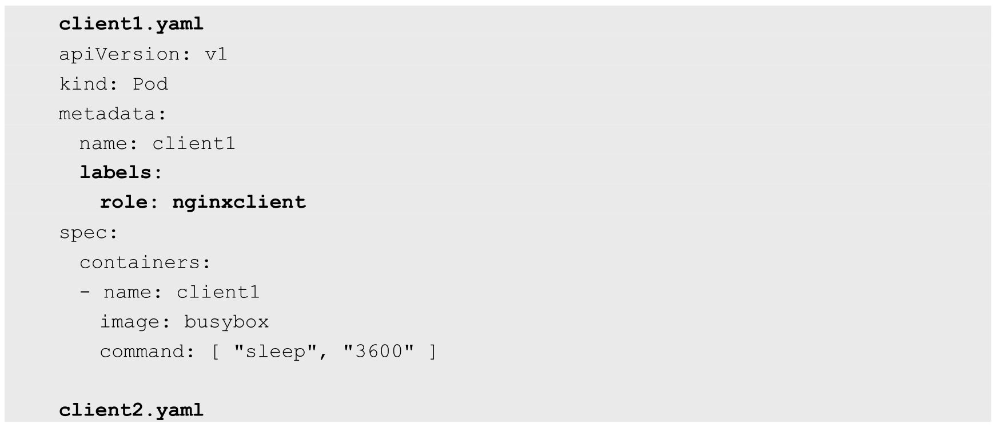 client1.yaml
apiVersion: v1
kind: Pod
metadata:
  name: client1
  labels:
    role: nginxclient
spec:
  containers:
  - name: client1
    image: busybox
    command: [ "sleep", "3600" ]

client2.yaml